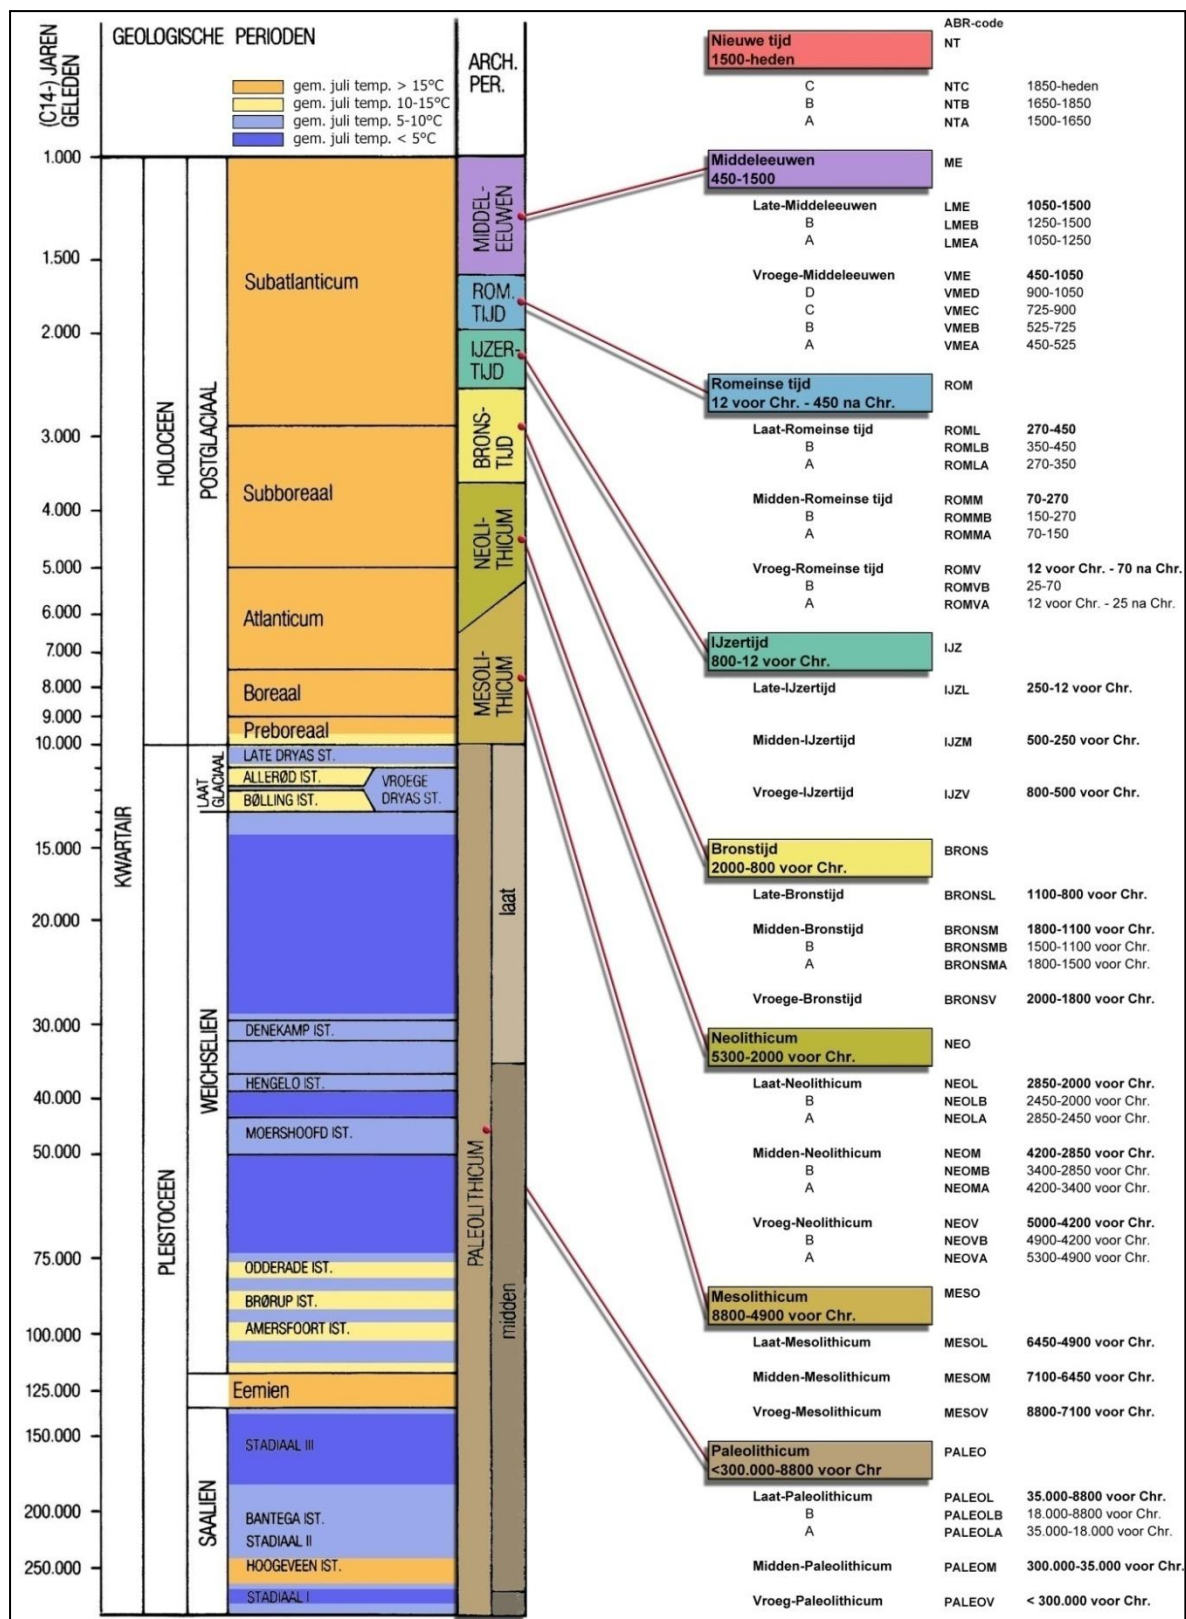 (C14-) JAREN
GELEDEN
GEOLOGISCHE PERIODEN
gem. juli temp. > 15°C
gem. juli temp. 10-15°C
gem. juli temp. 5-10°C
gem. juli temp. < 5°C
ARCH.
PER.
1.000
1.500
2.000
3.000
4.000
5.000
6.000
7.000
8.000
9.000
10.000
15.000
20.000
30.000
40.000
50.000
75.000
100.000
125.000
150.000
200.000
250.000
KWARTAIR
HOLOCEEN
PLEISTOCEEN
POSTGLACIAAL
LAAT
GLACIAAL
WEICHSELIEN
SAALIEN
Subatlanticum
Subboreaal
Atlanticum
Boreaal
Preboreaal
LATE DRYAS ST.
ALLERØD IST.
VROEGE
DRYAS ST.
BØLLING IST.
DENEKAMP IST.
HENGELO IST.
MOERSHOOFD IST.
ODDERADE IST.
BRØRUP IST.
AMERSFOORT IST.
Eemien
STADIAAL III
BANTEGA IST.
STADIAAL II
HOOGEVEEN IST.
STADIAAL I
MIDDEL-
EEUWEN
ROM.
TIJD
IJZER-
TIJD
BRONS-
TIJD
NEOLI-
THICUM
MESOLI-
THICUM
PALEOLITHICUM
laat
midden
ABR-code
Nieuwe tijd NT
1500-heden
C NTC 1850-heden
B NTB 1650-1850
A NTA 1500-1650
Middeleeuwen ME
450-1500
Late-Middeleeuwen LME 1050-1500
B LMEB 1250-1500
A LMEA 1050-1250
Vroege-Middeleeuwen VME 450-1050
D VMED 900-1050
C VMEC 725-900
B VMEB 525-725
A VMEA 450-525
Romeinse tijd ROM
12 voor Chr. - 450 na Chr.
Laat-Romeinse tijd ROML 270-450
B ROMLB 350-450
A ROMLA 270-350
Midden-Romeinse tijd ROMM 70-270
B ROMMB 150-270
A ROMMA 70-150
Vroeg-Romeinse tijd ROMV 12 voor Chr. - 70 na Chr.
B ROMVB 25-70
A ROMVA 12 voor Chr. - 25 na Chr.
IJzertijd IJZ
800-12 voor Chr.
Late-IJzertijd IJZL 250-12 voor Chr.
Midden-IJzertijd IJZM 500-250 voor Chr.
Vroege-IJzertijd IJZV 800-500 voor Chr.
Bronstijd BRONS
2000-800 voor Chr.
Late-Bronstijd BRONSL 1100-800 voor Chr.
Midden-Bronstijd BRONSM 1800-1100 voor Chr.
B BRONSMB 1500-1100 voor Chr.
A BRONSMA 1800-1500 voor Chr.
Vroege-Bronstijd BRONSV 2000-1800 voor Chr.
Neolithicum NEO
5300-2000 voor Chr.
Laat-Neolithicum NEOL 2850-2000 voor Chr.
B NEOLB 2450-2000 voor Chr.
A NEOLA 2850-2450 voor Chr.
Midden-Neolithicum NEOM 4200-2850 voor Chr.
B NEOMB 3400-2850 voor Chr.
A NEOMA 4200-3400 voor Chr.
Vroeg-Neolithicum NEOV 5000-4200 voor Chr.
B NEOVB 4900-4200 voor Chr.
A NEOVA 5300-4900 voor Chr.
Mesolithicum MESO
8800-4900 voor Chr.
Laat-Mesolithicum MESOL 6450-4900 voor Chr.
Midden-Mesolithicum MESOM 7100-6450 voor Chr.
Vroeg-Mesolithicum MESOV 8800-7100 voor Chr.
Paleolithicum PALEO
<300.000-8800 voor Chr
Laat-Paleolithicum PALEOL 35.000-8800 voor Chr.
B PALEOLB 18.000-8800 voor Chr.
A PALEOLA 35.000-18.000 voor Chr.
Midden-Paleolithicum PALEOM 300.000-35.000 voor Chr.
Vroeg-Paleolithicum PALEOV < 300.000 voor Chr.